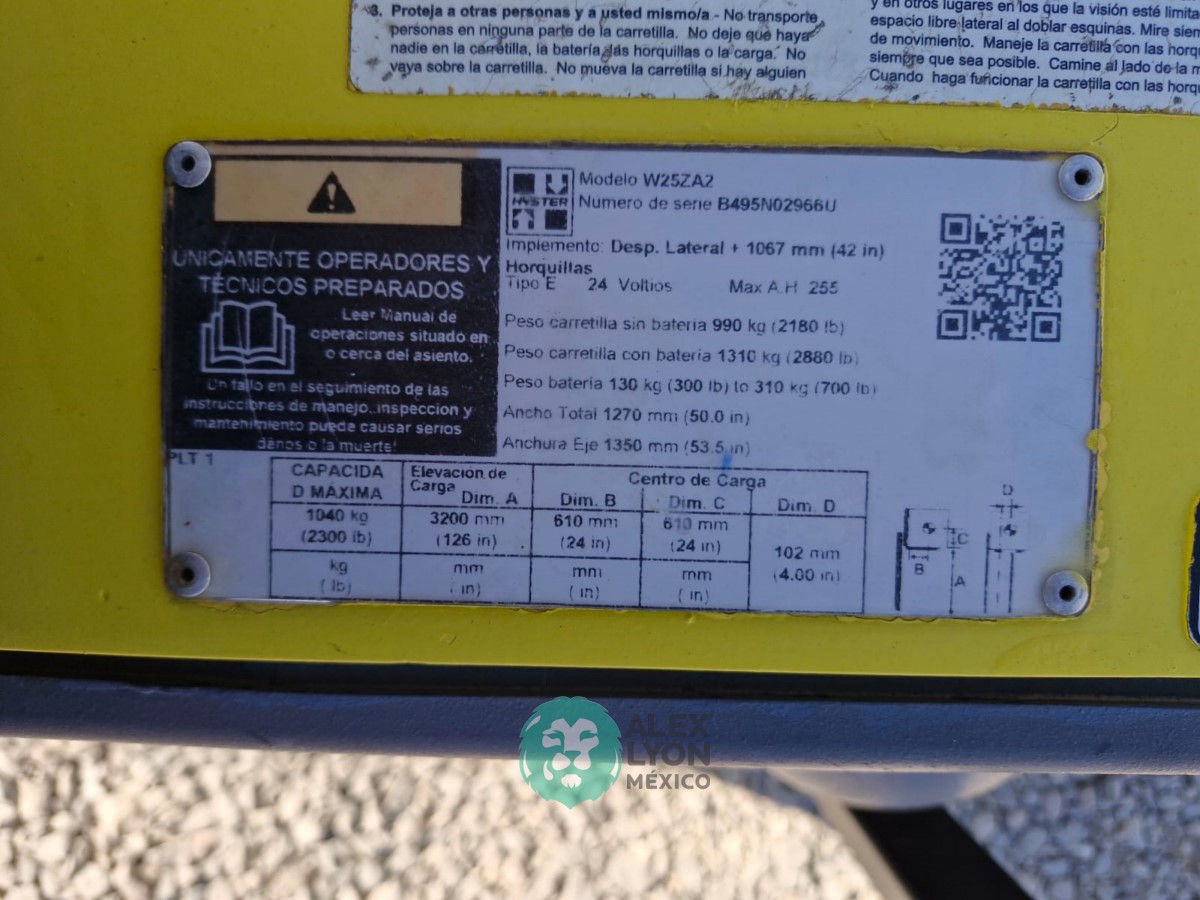 3. Proteja a otras personas y a usted mismo/a - No transporte
personas en ninguna parte de la carretilla. No deje que haya
nadie en la carretilla, la batería las horquillas o la carga. No
vaya sobre la carretilla. No mueva la carretilla si hay alguien
y en otros lugares en los que la visión esté limita
espacio libre lateral al doblar esquinas. Mire siem
de movimiento. Maneje la carretilla con las horq
siempre que sea posible. Camine al lado de la m
Cuando haga funcionar la carretilla con las horqu
UNICAMENTE OPERADORES Y
TECNICOS PREPARADOS
Leer Manual de
operaciones situado en
o cerca del asiento.
Un fallo en el seguimiento de las
instrucciones de manejo, inspeccion y
mantenimiento puede causar serios
danos o la muerte!
PLT 1
HYSTER
Modelo W25ZA2
Numero de serie B495N02966U
Implemento: Desp. Lateral + 1067 mm (42 in)
Horquillas
Tipo E 24 Voltios Max A.H 255
Peso carretilla sin bateria 990 kg (2180 lb)
Peso carretilla con bateria 1310 kg (2880 lb)
Peso bateria 130 kg (300 lb) to 310 kg (700 lb)
Ancho Total 1270 mm (50.0 in)
Anchura Eje 1350 mm (53.5 in)
CAPACIDA
D MÁXIMA
Elevación de
Carga
Dim. A
Centro de Carga
Dim. B Dim. C Dim. D
1040 kg 3200 mm 610 mm 610 mm
(2300 lb) (126 in) (24 in) (24 in)
102 mm
(4.00 in)
kg mm mm mm
( lb) ( in) ( in) ( in)
D
C
B
A
ALEX
LYON
MÉXICO